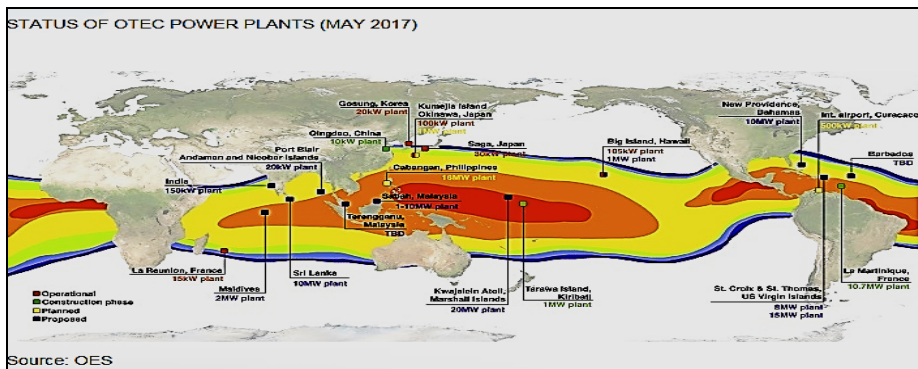 STATUS OF OTEC POWER PLANTS (MAY 2017)
Gosung, Korea
20kW plant
Kumejia Island
Okinawa, Japan
100kW plant
1MW plant
Qingdao, China
10kW plant
Saga, Japan
30kW plant
Port Blair
Andaman and Nicobar Islands
20kW plant
India
150kW plant
Cabangan, Philippines
10MW plant
Sabah, Malaysia
1-10MW plant
Terengganu,
Malaysia
TBD
Big Island, Hawaii
105kW plant
1MW plant
New Providence,
Bahamas
10MW plant
Int. airport, Curacaco
500kW plant
Barbados
TBD
La Reunion, France
15kW plant
Maldives
2MW plant
Sri Lanka
10MW plant
Kwajalein Atoll,
Marshall Islands
20MW plant
Tarawa Island,
Kiribati
1MW plant
St. Croix & St. Thomas,
US Virgin Islands
8MW plant
15MW plant
La Martinique,
France
10.7MW plant
Operational
Construction phase
Planned
Proposed
Source: OES